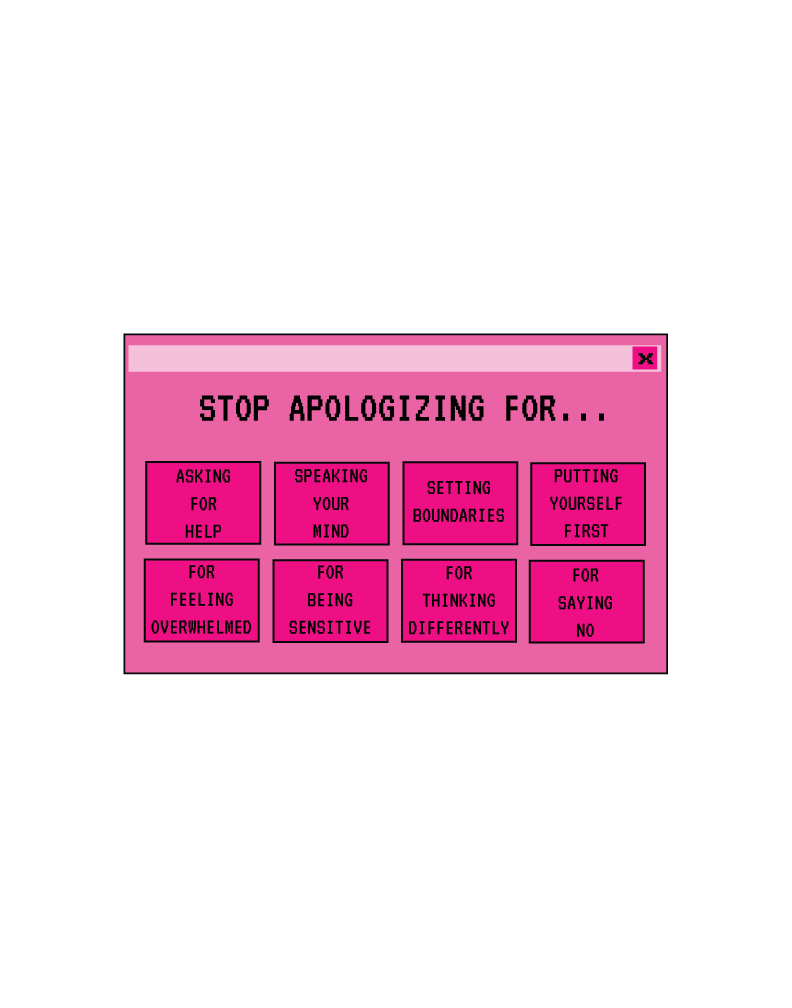 STOP APOLOGIZING FOR...
ASKING
FOR
HELP
SPEAKING
YOUR
MIND
SETTING
BOUNDARIES
PUTTING
YOURSELF
FIRST
FOR
FEELING
OVERWHELMED
FOR
BEING
SENSITIVE
FOR
THINKING
DIFFERENTLY
FOR
SAYING
NO